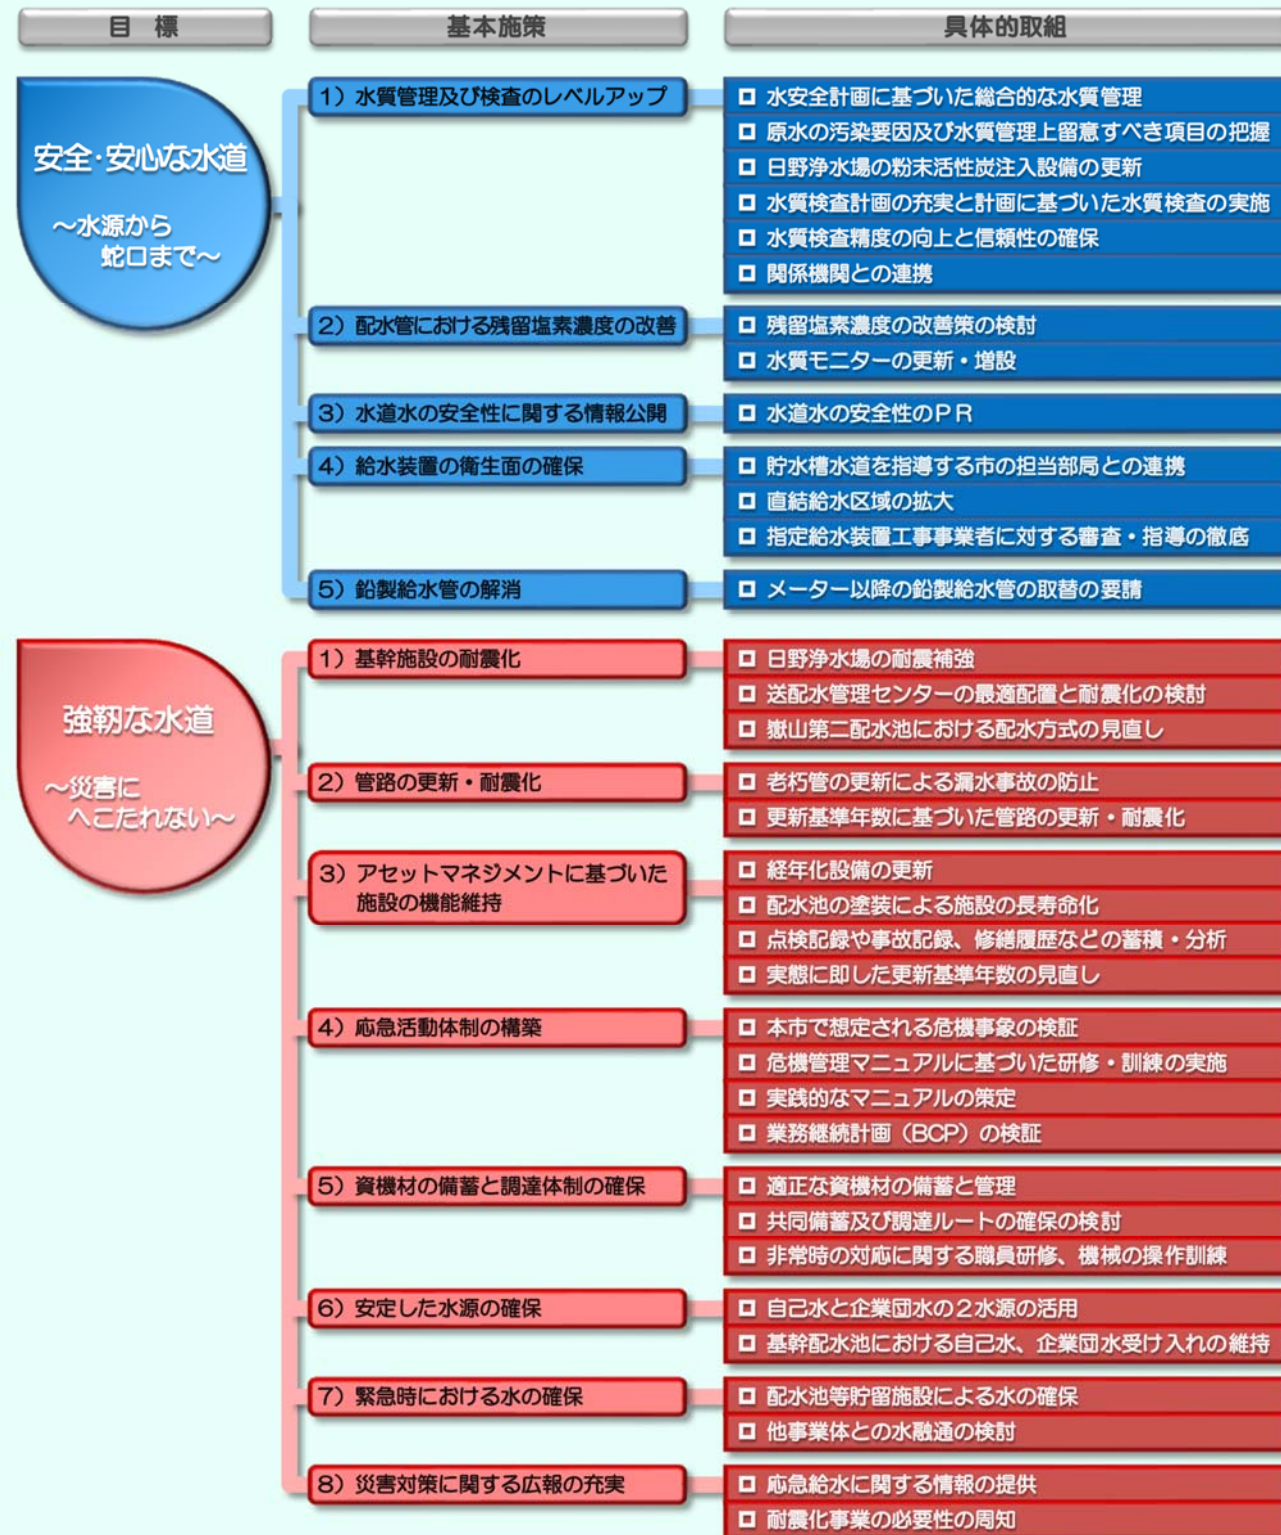 目 標
基本施策
具体的取組
安全・安心な水道
～水源から
蛇口まで～
1）水質管理及び検査のレベルアップ
水安全計画に基づいた総合的な水質管理
原水の汚染要因及び水質管理上留意すべき項目の把握
日野浄水場の粉末活性炭注入設備の更新
水質検査計画の充実と計画に基づいた水質検査の実施
水質検査精度の向上と信頼性の確保
関係機関との連携
2）配水管における残留塩素濃度の改善
残留塩素濃度の改善策の検討
水質モニターの更新・増設
3）水道水の安全性に関する情報公開
水道水の安全性のＰＲ
4）給水装置の衛生面の確保
貯水槽水道を指導する市の担当部局との連携
直結給水区域の拡大
指定給水装置工事事業者に対する審査・指導の徹底
5）鉛製給水管の解消
メーター以降の鉛製給水管の取替の要請
強靭な水道
～災害に
へこたれない～
1）基幹施設の耐震化
日野浄水場の耐震補強
送配水管理センターの最適配置と耐震化の検討
嶽山第二配水池における配水方式の見直し
2）管路の更新・耐震化
老朽管の更新による漏水事故の防止
更新基準年数に基づいた管路の更新・耐震化
3）アセットマネジメントに基づいた
施設の機能維持
経年化設備の更新
配水池の塗装による施設の長寿命化
点検記録や事故記録、修繕履歴などの蓄積・分析
実態に即した更新基準年数の見直し
4）応急活動体制の構築
本市で想定される危機事象の検証
危機管理マニュアルに基づいた研修・訓練の実施
実践的なマニュアルの策定
業務継続計画（BCP）の検証
5）資機材の備蓄と調達体制の確保
適正な資機材の備蓄と管理
共同備蓄及び調達ルートの確保の検討
非常時の対応に関する職員研修、機械の操作訓練
6）安定した水源の確保
自己水と企業団水の２水源の活用
基幹配水池における自己水、企業団水受け入れの維持
7）緊急時における水の確保
配水池等貯留施設による水の確保
他事業体との水融通の検討
8）災害対策に関する広報の充実
応急給水に関する情報の提供
耐震化事業の必要性の周知